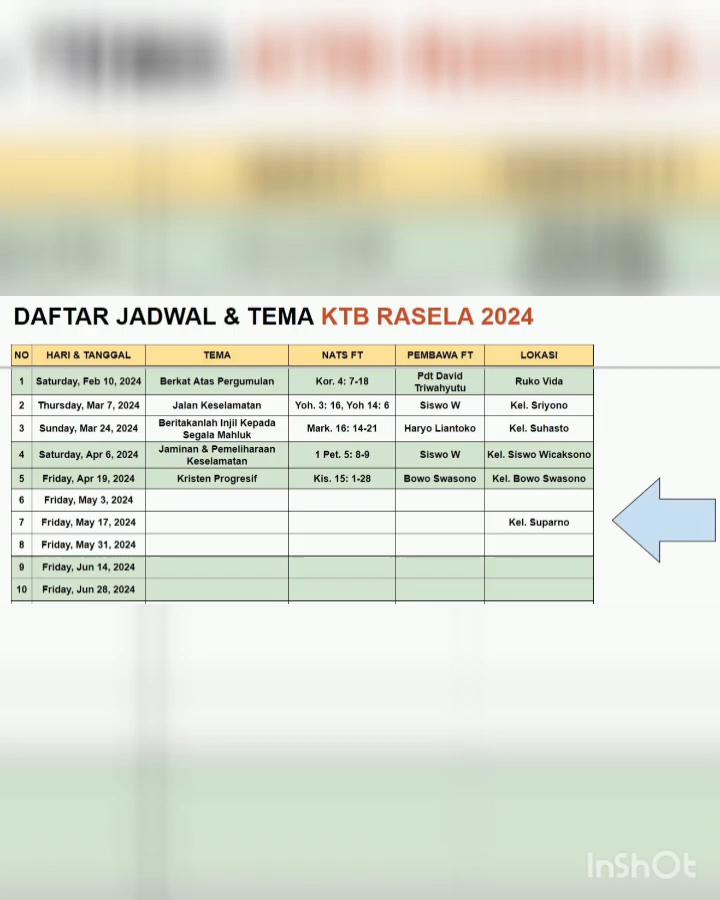 DAFTAR JADWAL & TEMA KTB RASELA 2024
NO HARI & TANGGAL TEMA NATS FT PEMBAWA FT LOKASI
1 Saturday, Feb 10, 2024 Berkat Atas Pergumulan Kor. 4: 7-18 Pdt David Triwahyutu Ruko Vida
2 Thursday, Mar 7, 2024 Jalan Keselamatan Yoh. 3: 16, Yoh 14: 6 Siswo W Kel. Sriyono
3 Sunday, Mar 24, 2024 Beritakanlah Injil Kepada Segala Mahluk Mark. 16: 14-21 Haryo Liantoko Kel. Suhasto
4 Saturday, Apr 6, 2024 Jaminan & Pemeliharaan Keselamatan 1 Pet. 5: 8-9 Siswo W Kel. Siswo Wicaksono
5 Friday, Apr 19, 2024 Kristen Progresif Kis. 15: 1-28 Bowo Swasono Kel. Bowo Swasono
6 Friday, May 3, 2024
7 Friday, May 17, 2024 Kel. Suparno
8 Friday, May 31, 2024
9 Friday, Jun 14, 2024
10 Friday, Jun 28, 2024
InShOt